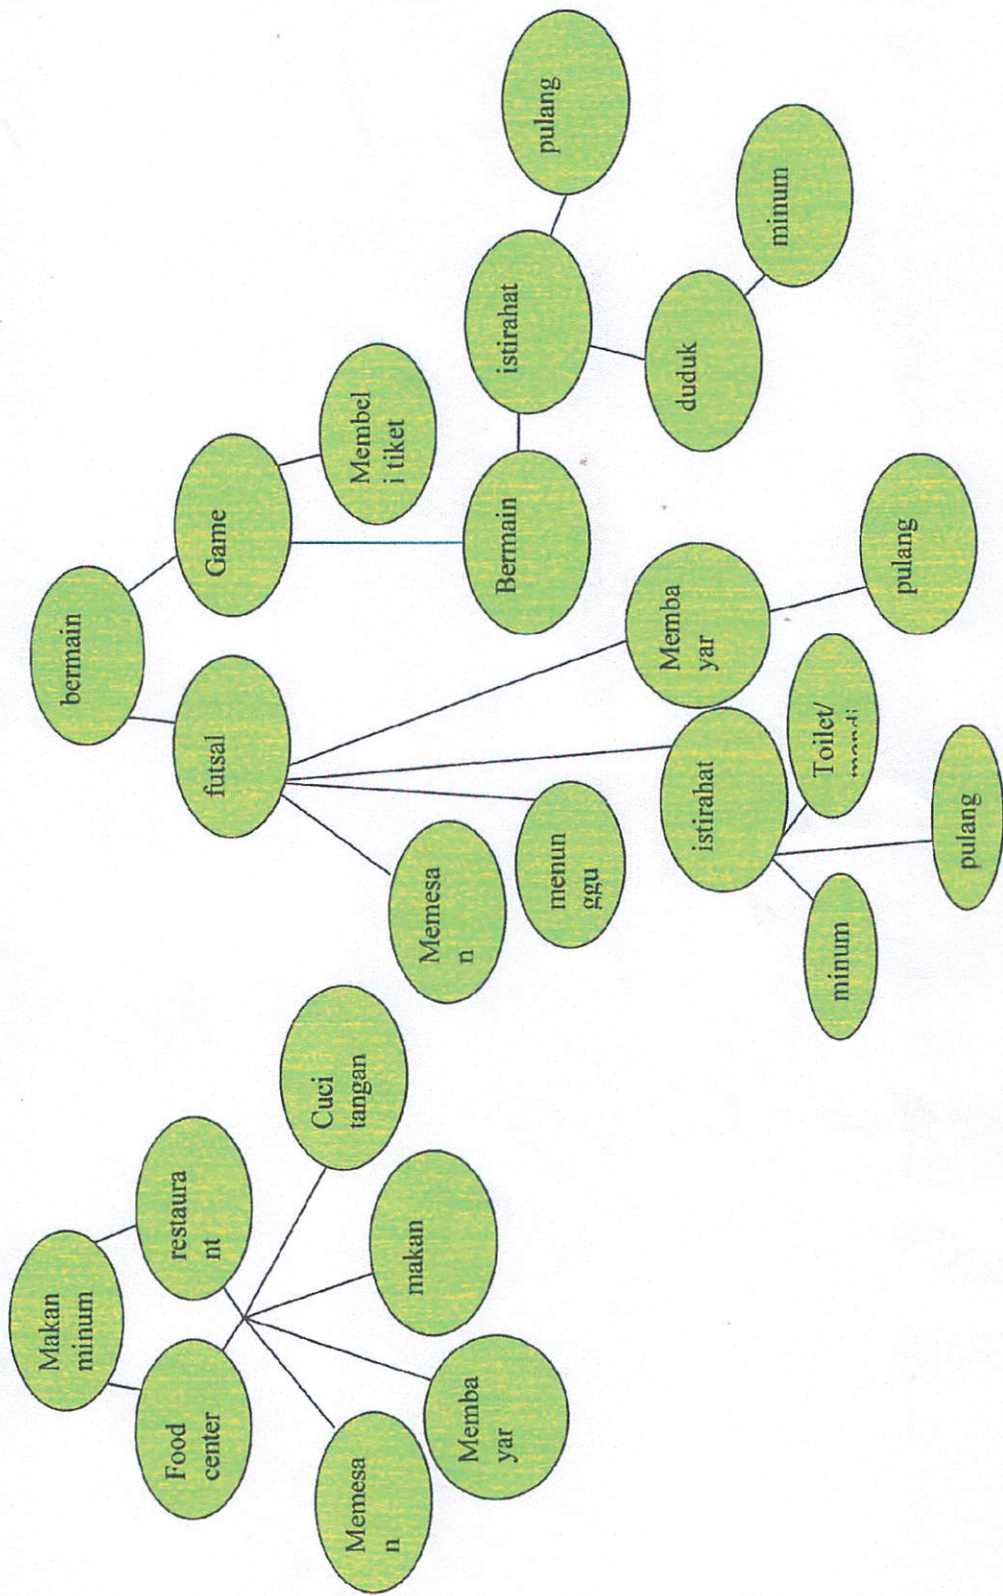 Makan
minum
Food
center
restaura
nt
Memesa
n
Memba
yar
makan
Cuci
tangan
bermain
futsal
Game
Memesa
n
menun
ggu
istirahat
Memba
yar
minum
Toilet/
pulang
pulang
Membel
i tiket
Bermain
istirahat
pulang
duduk
minum